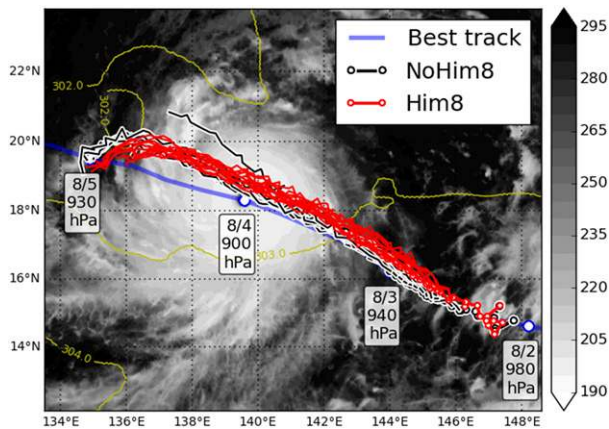 Best track
NoHim8
Him8
22°N
20°N
18°N
16°N
14°N
134°E
136°E
138°E
140°E
142°E
144°E
146°E
148°E
302.0
302.0
303.0
304.0
8/5
930
hPa
8/4
900
hPa
8/3
940
hPa
8/2
980
hPa
295
280
265
250
235
220
205
190